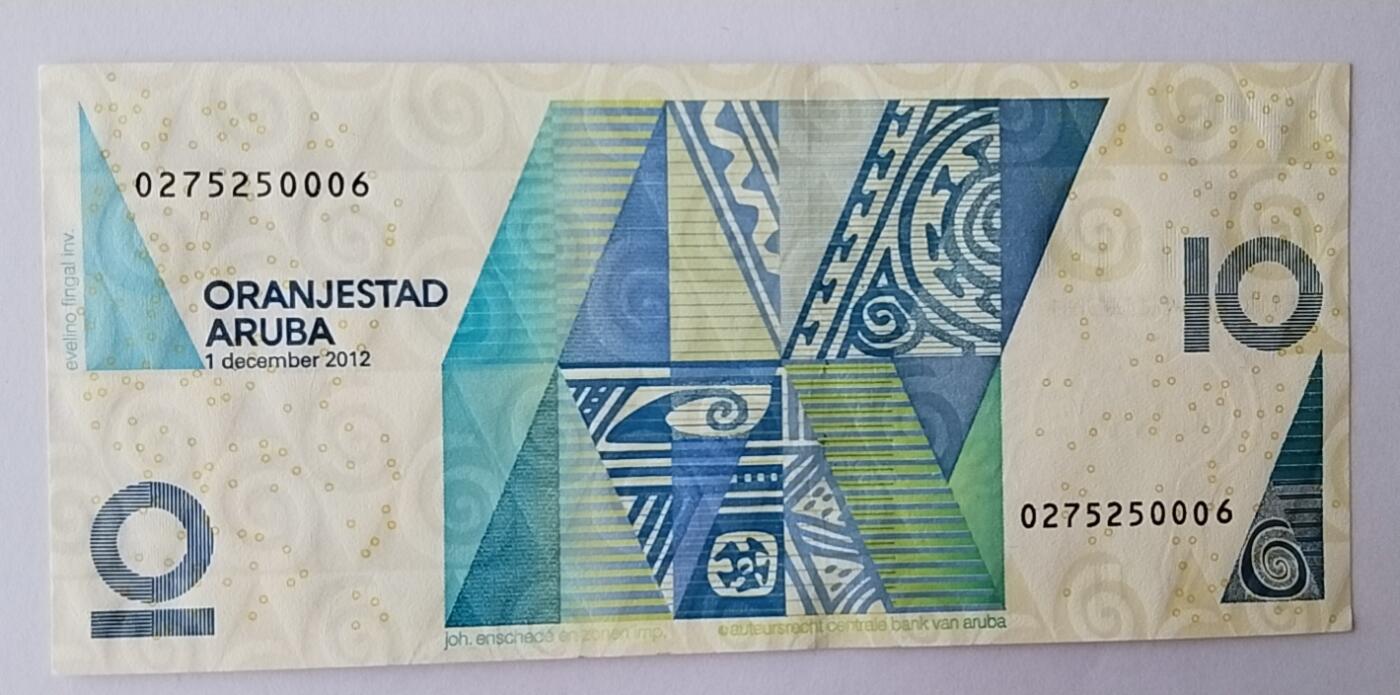 evelino fingal inv.
0275250006
ORANJESTAD
ARUBA
1 december 2012
10
10
0275250006
joh. enschedé en zonen imp.
©auteursrecht centrale bank van aruba